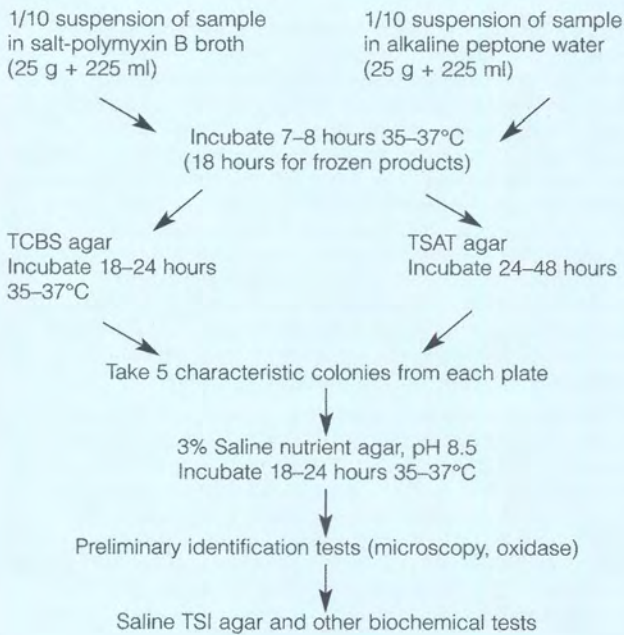 1/10 suspension of sample
in salt-polymyxin B broth
(25 g + 225 ml)
1/10 suspension of sample
in alkaline peptone water
(25 g + 225 ml)
Incubate 7–8 hours 35–37°C
(18 hours for frozen products)
TCBS agar
Incubate 18–24 hours
35–37°C
TSAT agar
Incubate 24–48 hours
Take 5 characteristic colonies from each plate
3% Saline nutrient agar, pH 8.5
Incubate 18–24 hours 35–37°C
Preliminary identification tests (microscopy, oxidase)
Saline TSI agar and other biochemical tests